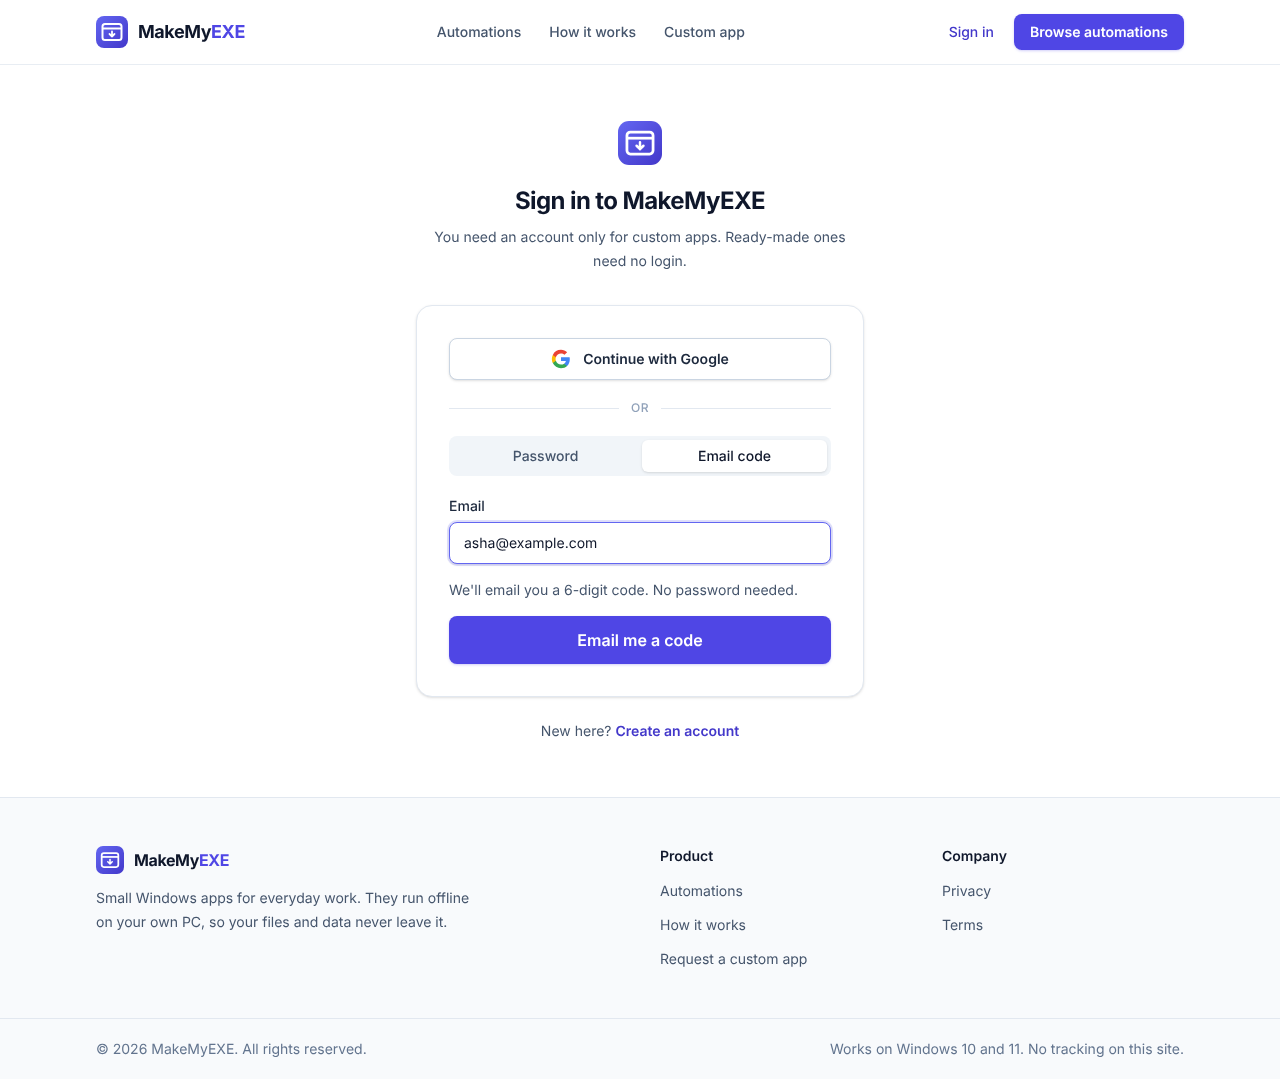 MakeMyEXE
Automations
How it works
Custom app
Sign in
Browse automations
Sign in to MakeMyEXE
You need an account only for custom apps. Ready-made ones
need no login.
Continue with Google
OR
Password
Email code
Email
asha@example.com
We'll email you a 6-digit code. No password needed.
Email me a code
New here? Create an account
MakeMyEXE
Small Windows apps for everyday work. They run offline
on your own PC, so your files and data never leave it.
Product
Automations
How it works
Request a custom app
Company
Privacy
Terms
© 2026 MakeMyEXE. All rights reserved.
Works on Windows 10 and 11. No tracking on this site.